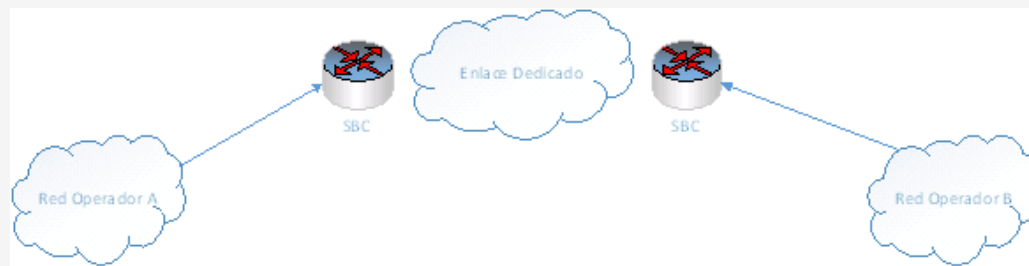 Enlace Dedicado
SBC
SBC
Red Operador A
Red Operador B